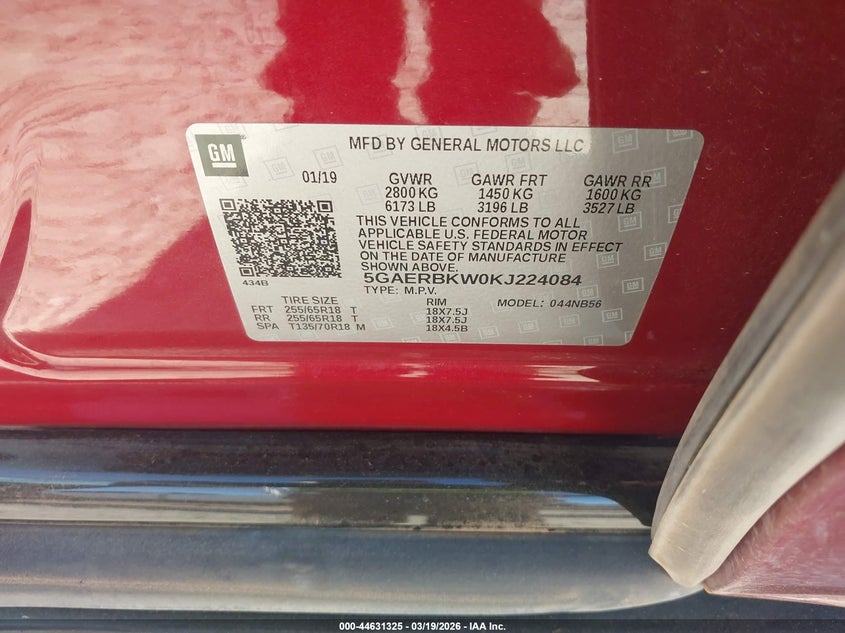 GM
MFD BY GENERAL MOTORS LLC
01/19 GVWR GAWR FRT GAWR RR
2800 KG 1450 KG 1600 KG
6173 LB 3196 LB 3527 LB
THIS VEHICLE CONFORMS TO ALL
APPLICABLE U.S. FEDERAL MOTOR
VEHICLE SAFETY STANDARDS IN EFFECT
ON THE DATE OF MANUFACTURE
SHOWN ABOVE.
434B
5GAERBKW0KJ224084
TYPE: M.P.V. MODEL: 044NB56
TIRE SIZE RIM
FRT 255/65R18 T 18X7.5J
RR 255/65R18 T 18X7.5J
SPA T135/70R18 M 18X4.5B
000-44631325 - 03/19/2026 - IAA Inc.